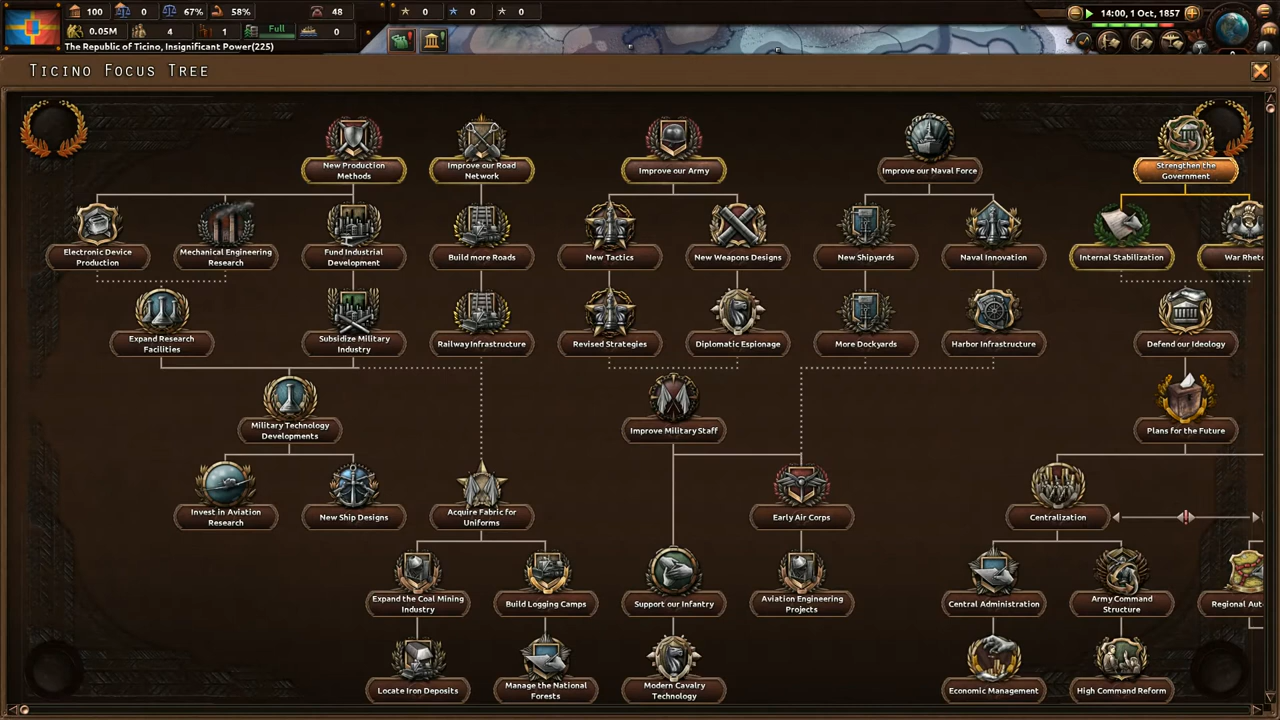 100 0 67% 58% 48 0 0 0
14:00, 1 Oct, 1857
0.05M 4 1 Full 0
The Republic of Ticino, Insignificant Power(225)
Ticino Focus Tree
New Production
Methods
Improve our Road
Network
Improve our Army
Improve our Naval Force
Strengthen the
Government
Electronic Device
Production
Mechanical Engineering
Research
Fund Industrial
Development
Build more Roads
New Tactics
New Weapons Designs
New Shipyards
Naval Innovation
Internal Stabilization
War Rheto
Expand Research
Facilities
Subsidize Military
Industry
Railway Infrastructure
Revised Strategies
Diplomatic Espionage
More Dockyards
Harbor Infrastructure
Defend our Ideology
Military Technology
Developments
Improve Military Staff
Plans for the Future
Invest in Aviation
Research
New Ship Designs
Acquire Fabric for
Uniforms
Early Air Corps
Centralization
Expand the Coal Mining
Industry
Build Logging Camps
Support our Infantry
Aviation Engineering
Projects
Central Administration
Army Command
Structure
Regional Aut
Locate Iron Deposits
Manage the National
Forests
Modern Cavalry
Technology
Economic Management
High Command Reform